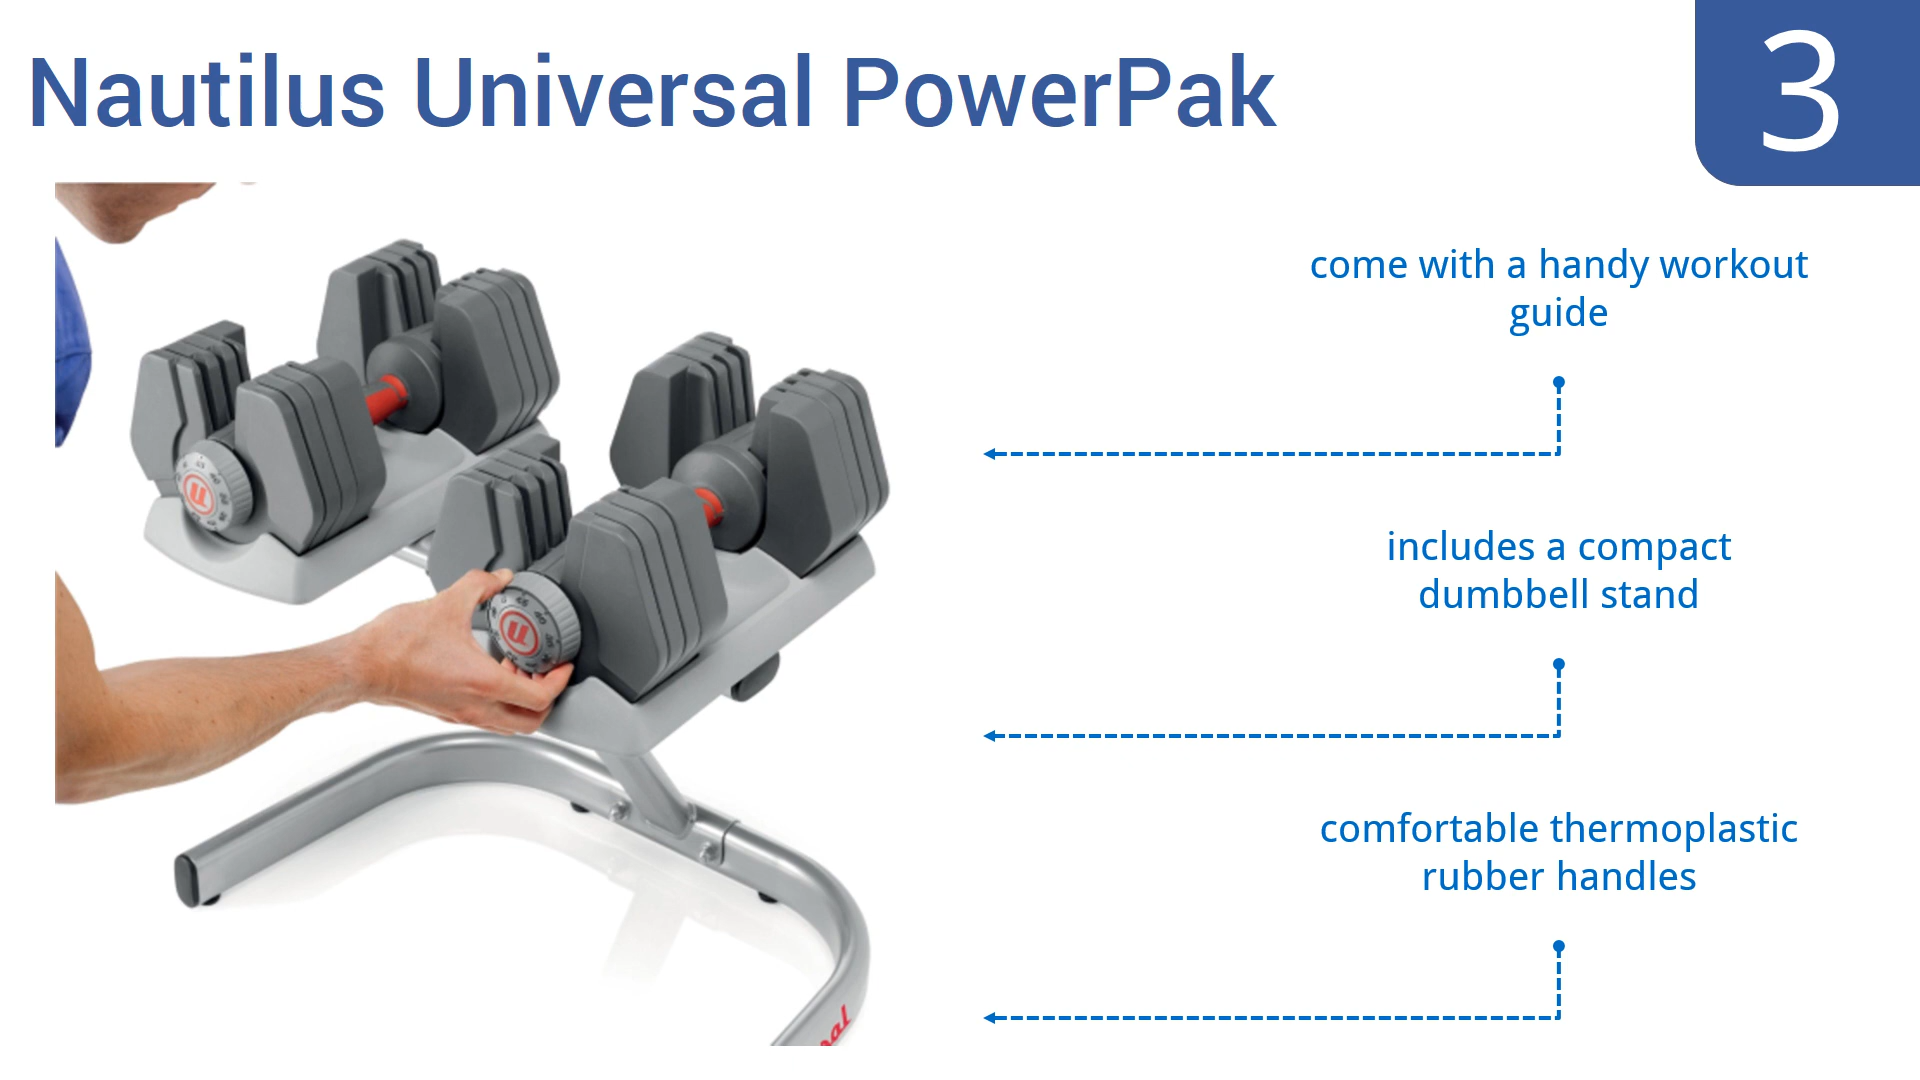 Nautilus Universal PowerPak
3
come with a handy workout
guide
includes a compact
dumbbell stand
comfortable thermoplastic
rubber handles